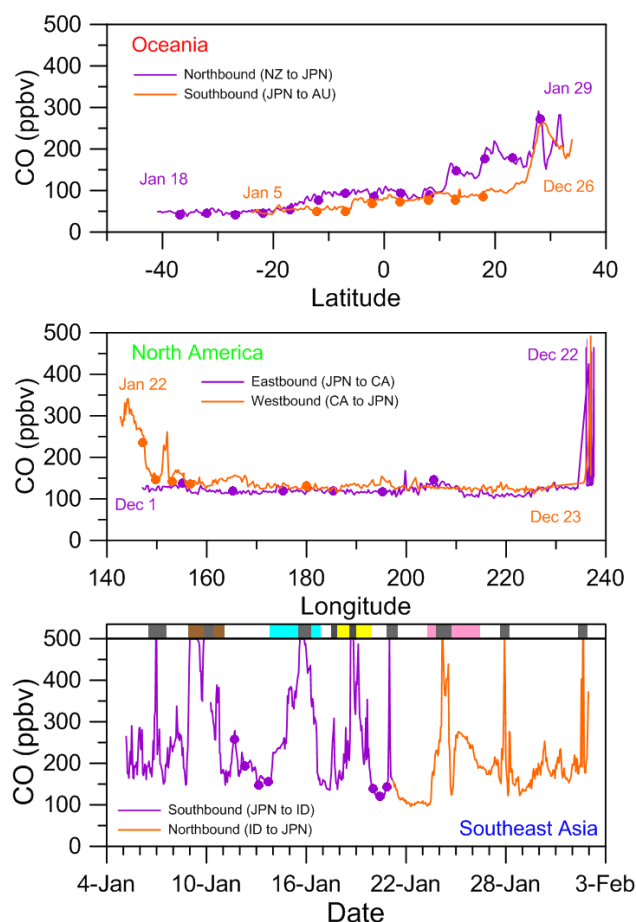 500
400
300
200
100
0
CO (ppbv)
Oceania
Northbound (NZ to JPN)
Southbound (JPN to AU)
Jan 29
Jan 18
Jan 5
Dec 26
-40 -20 0 20 40
Latitude
500
400
300
200
100
0
CO (ppbv)
North America
Dec 22
Jan 22
Eastbound (JPN to CA)
Westbound (CA to JPN)
Dec 1
Dec 23
140 160 180 200 220 240
Longitude
500
400
300
200
100
0
CO (ppbv)
Southbound (JPN to ID)
Northbound (ID to JPN)
Southeast Asia
4-Jan 10-Jan 16-Jan 22-Jan 28-Jan 3-Feb
Date